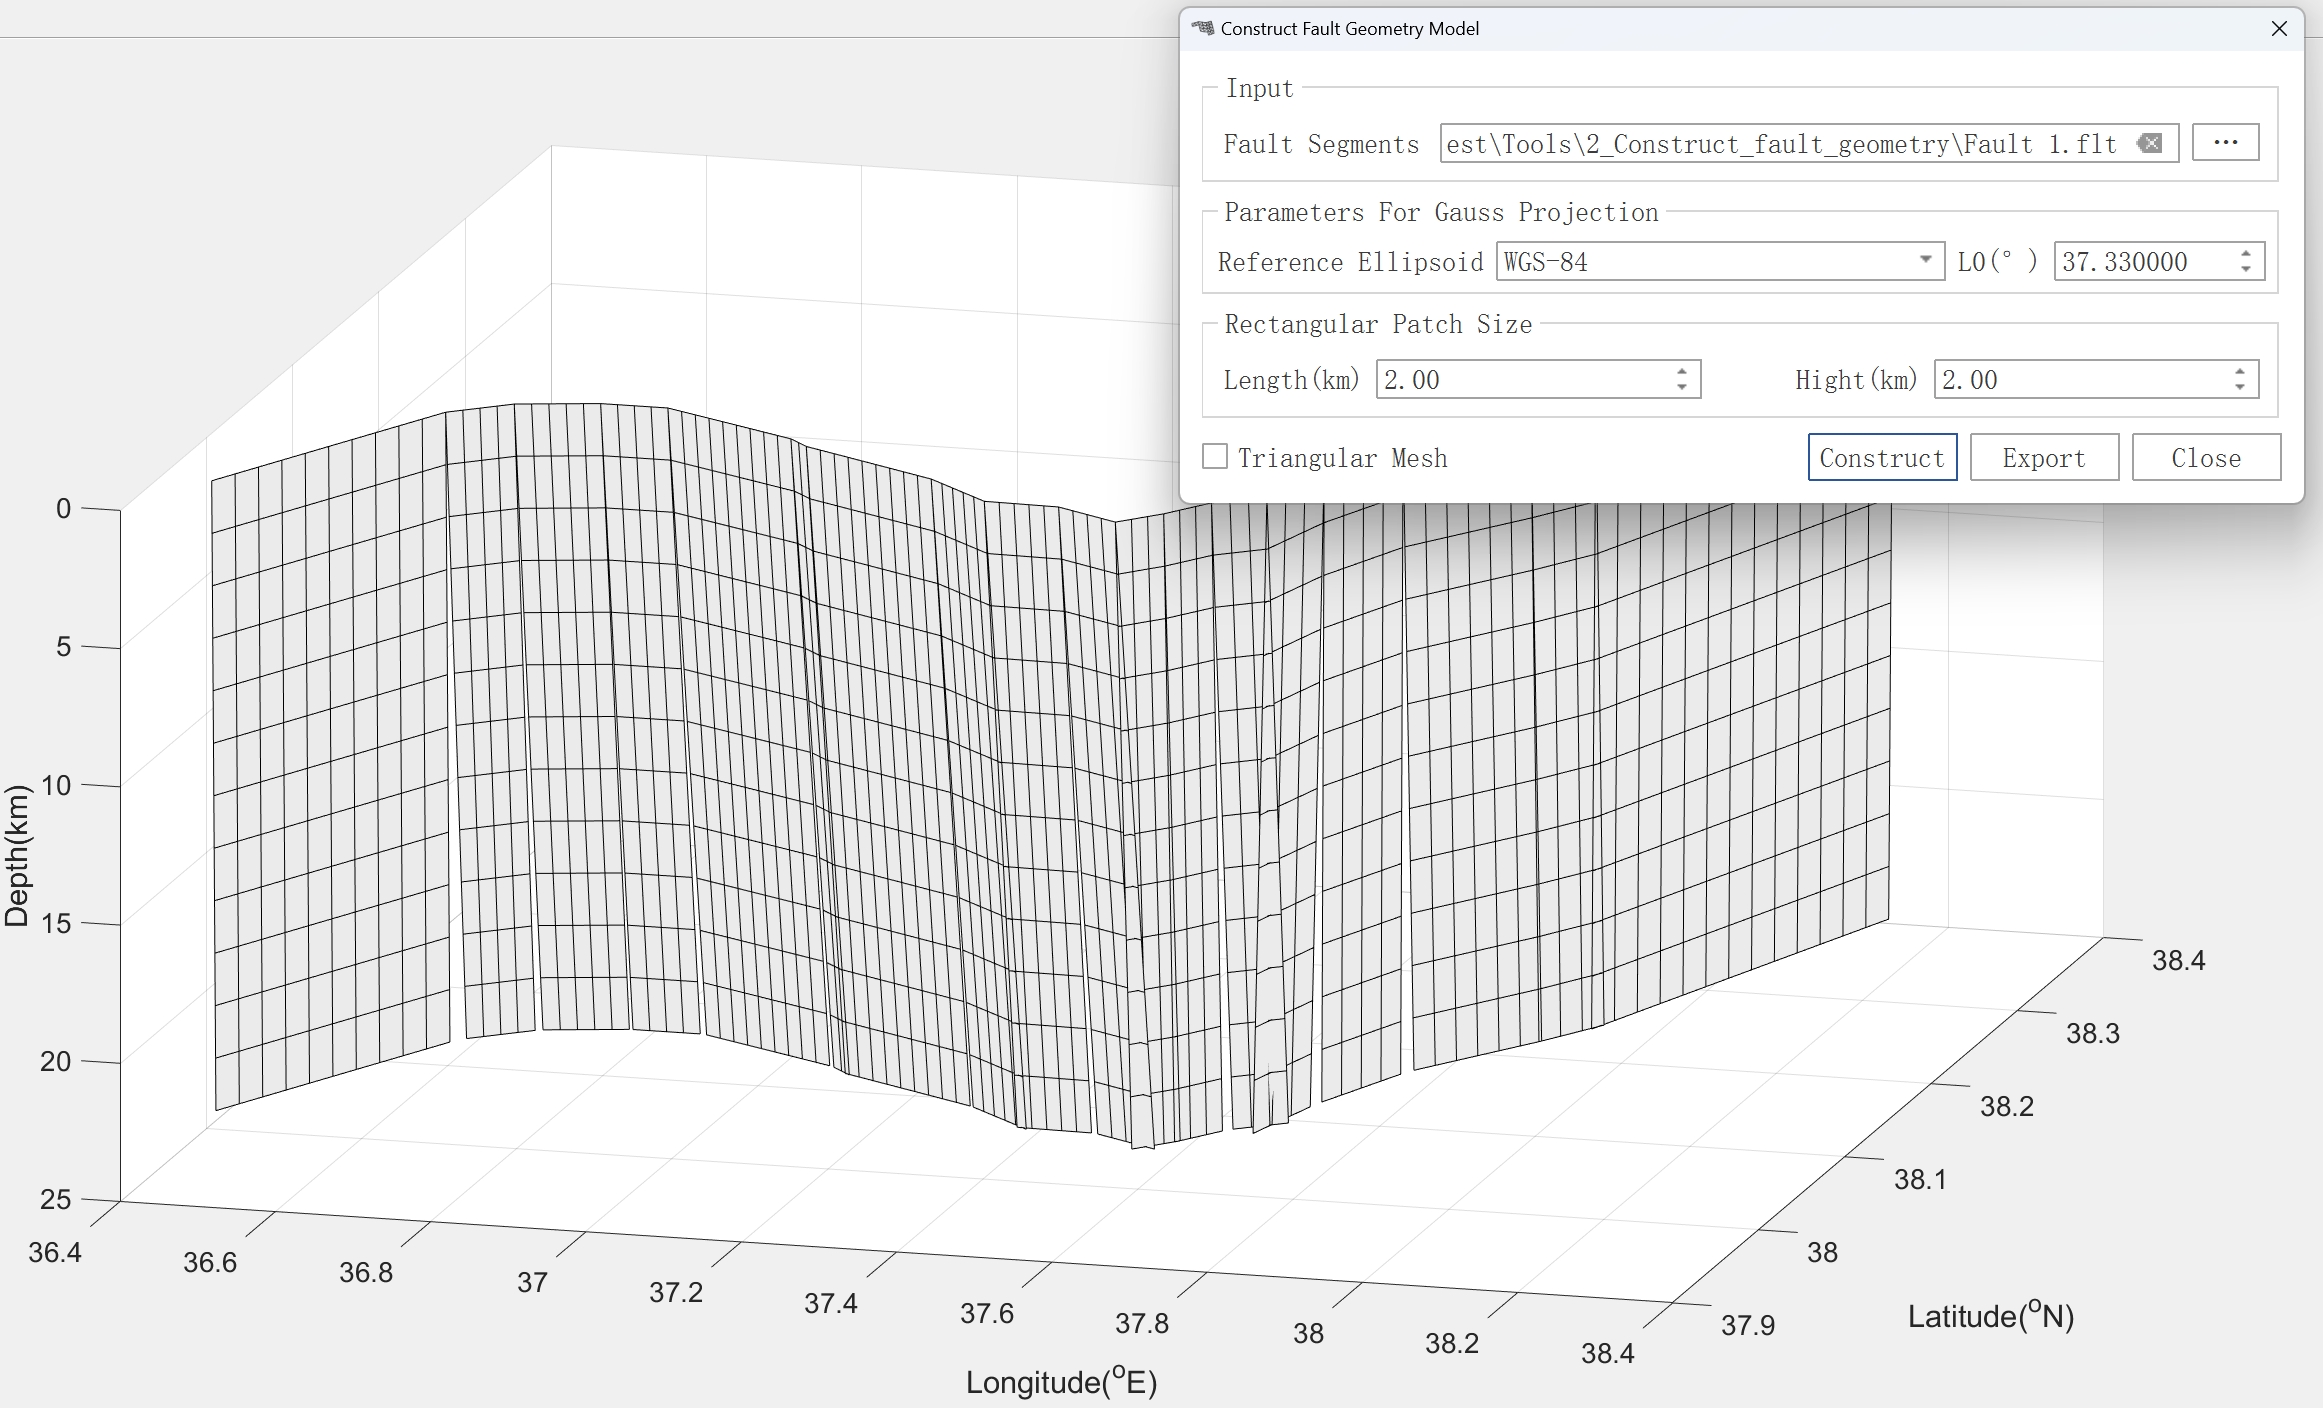 Construct Fault Geometry Model
Input
Fault Segments est\Tools\2_Construct_fault_geometry\Fault 1.flt ...
Parameters For Gauss Projection
Reference Ellipsoid WGS-84 L0(° ) 37.330000
Rectangular Patch Size
Length(km) 2.00 Hight(km) 2.00
Triangular Mesh Construct Export Close
0
5
10
15
20
25
Depth(km)
36.4
36.6
36.8
37
37.2
37.4
37.6
37.8
38
38.2
38.4
Longitude(°E)
38.4
38.3
38.2
38.1
38
37.9
Latitude(°N)